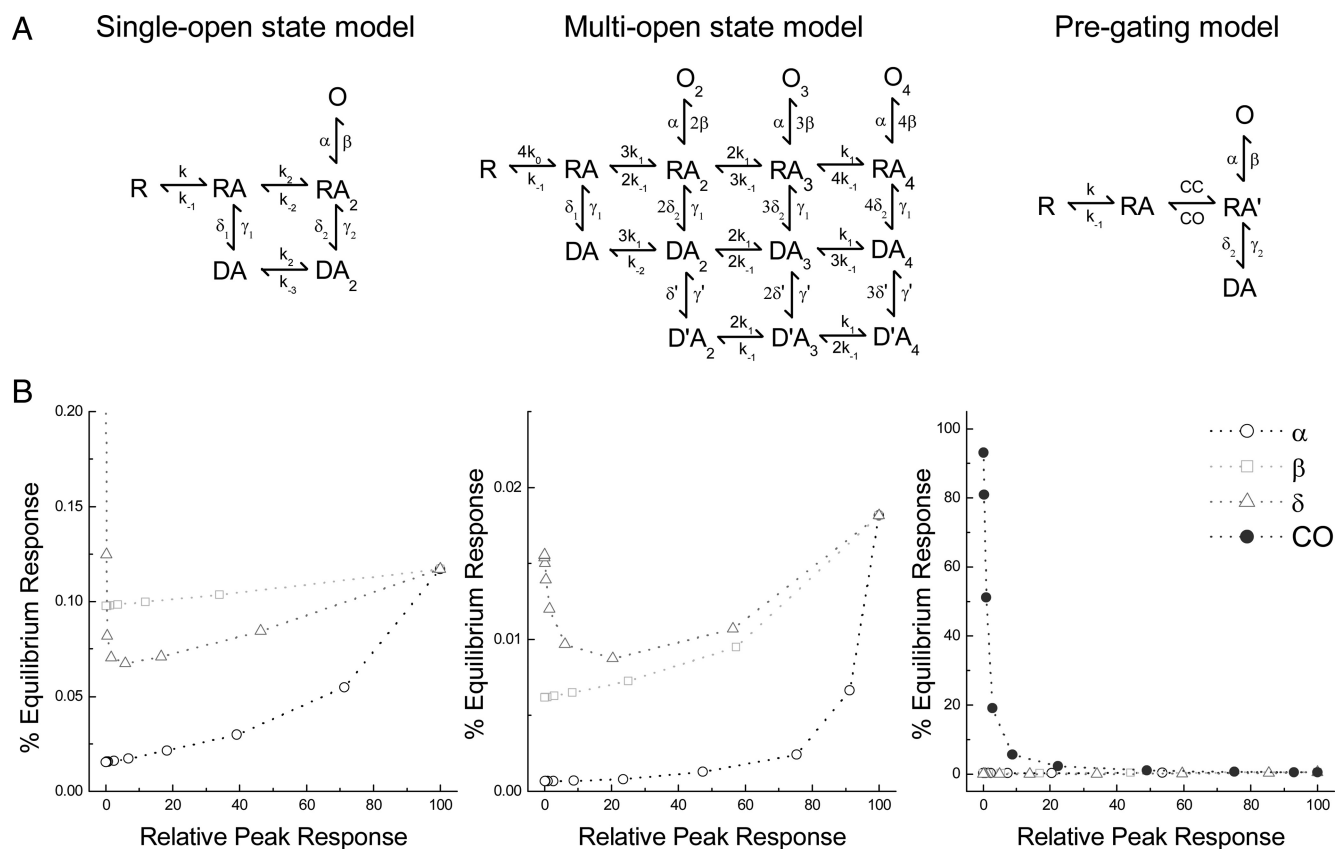 A
Single-open state model
Multi-open state model
Pre-gating model
O
α β
R k k-1 RA k2 k-2 RA2
δ1 γ1 δ2 γ2
DA k2 k-3 DA2
O2 O3 O4
α 2β α 3β α 4β
R 4k0 k-1 RA 3k1 2k-1 RA2 2k1 3k-1 RA3 k1 4k-1 RA4
δ1 γ1 2δ2 γ1 3δ2 γ1 4δ2 γ1
DA 3k1 k-2 DA2 2k1 2k-1 DA3 k1 3k-1 DA4
δ' γ' 2δ' γ' 3δ' γ'
D'A2 2k1 k-1 D'A3 k1 2k-1 D'A4
O
α β
R k k-1 RA CC CO RA'
δ2 γ2
DA
B
% Equilibrium Response
0.20
0.15
0.10
0.05
0.00
0 20 40 60 80 100
Relative Peak Response
% Equilibrium Response
0.02
0.01
0.00
0 20 40 60 80 100
Relative Peak Response
% Equilibrium Response
100
80
60
40
20
0
0 20 40 60 80 100
Relative Peak Response
α
β
δ
CO